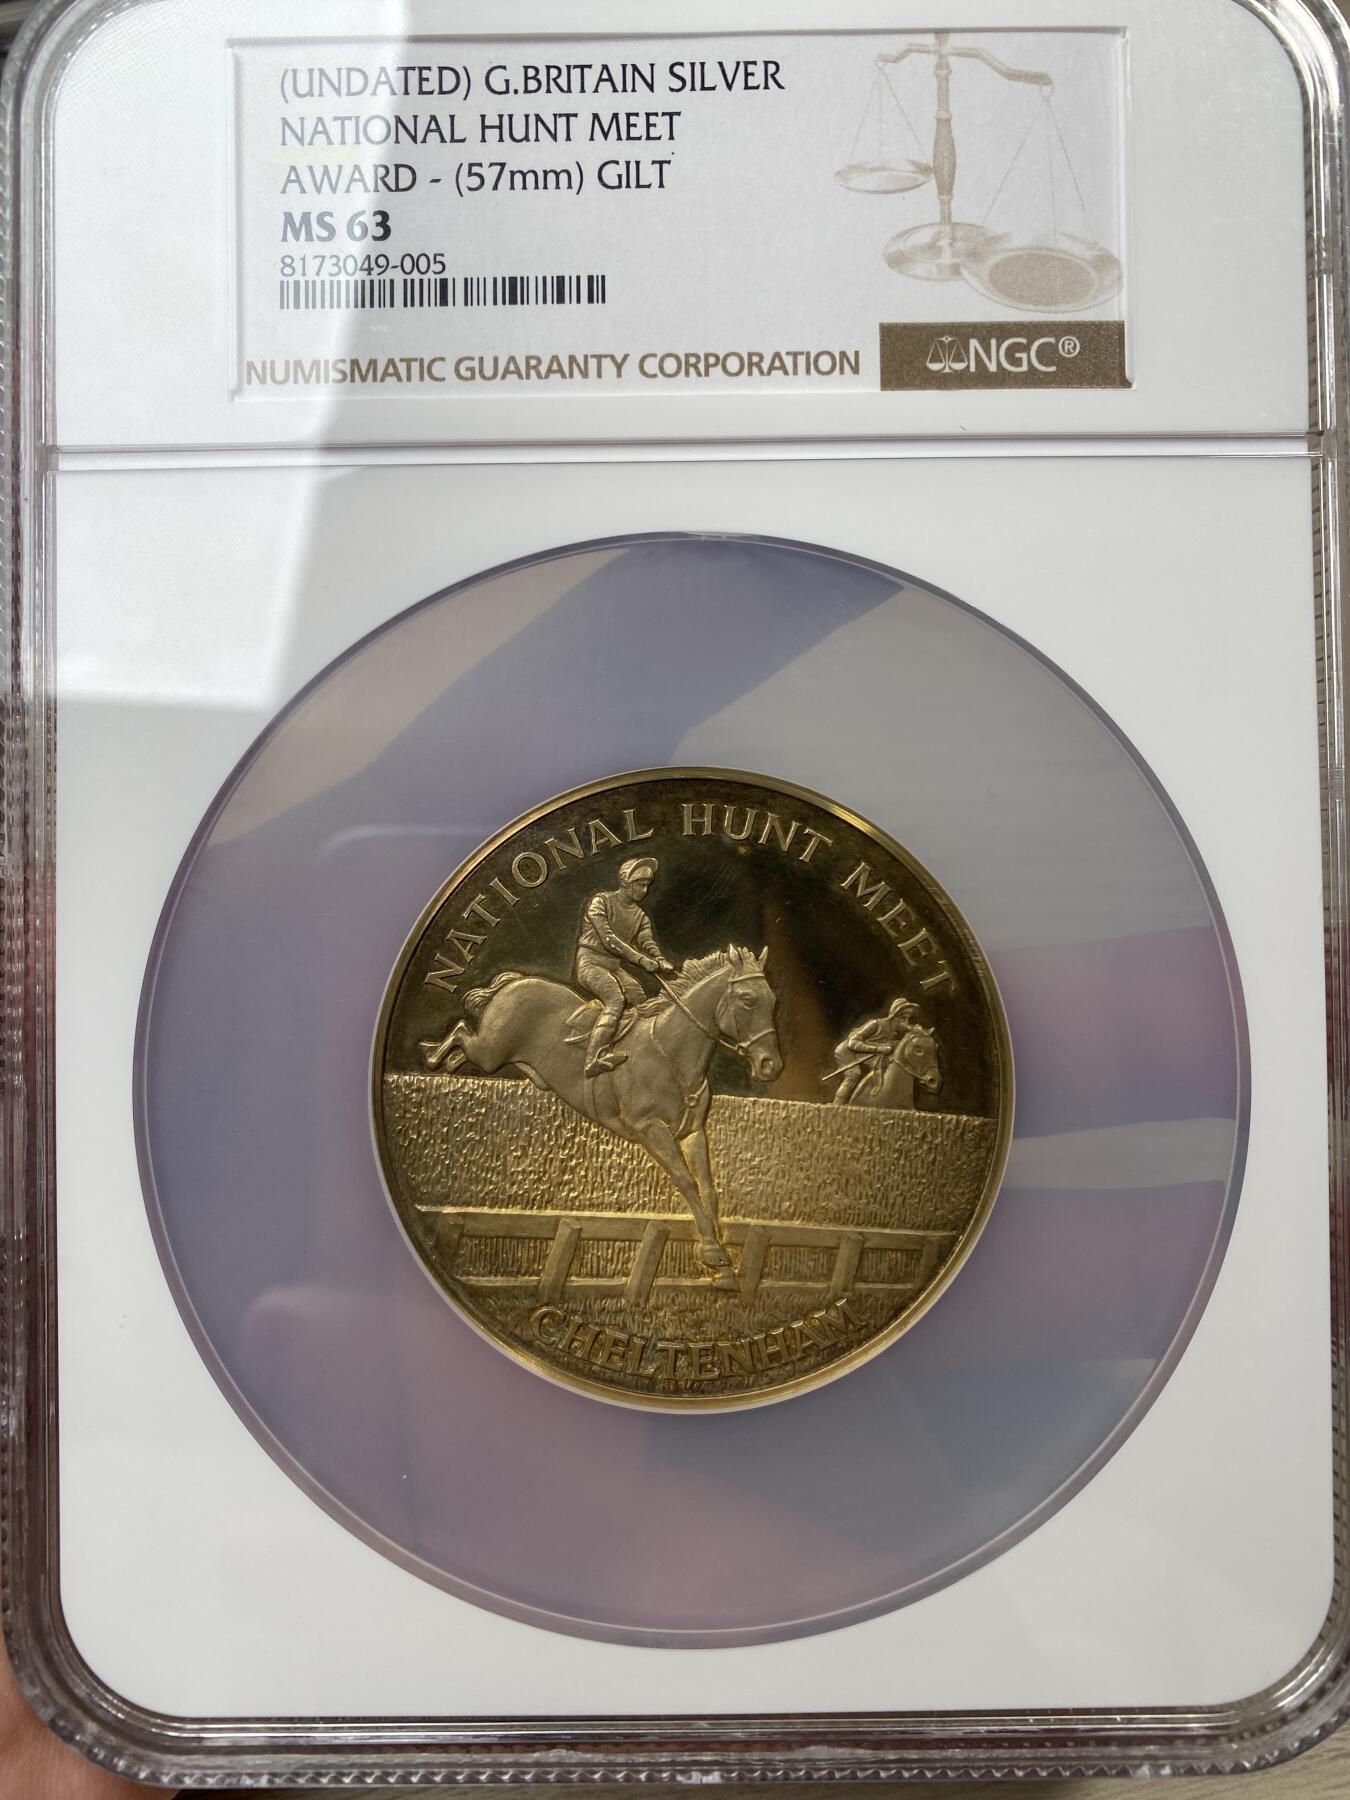 (UNDATED) G.BRITAIN SILVER
NATIONAL HUNT MEET
AWARD - (57mm) GILT
MS 63
8173049-005
NUMISMATIC GUARANTY CORPORATION
NGC®
NATIONAL HUNT MEET
CHELTENHAM